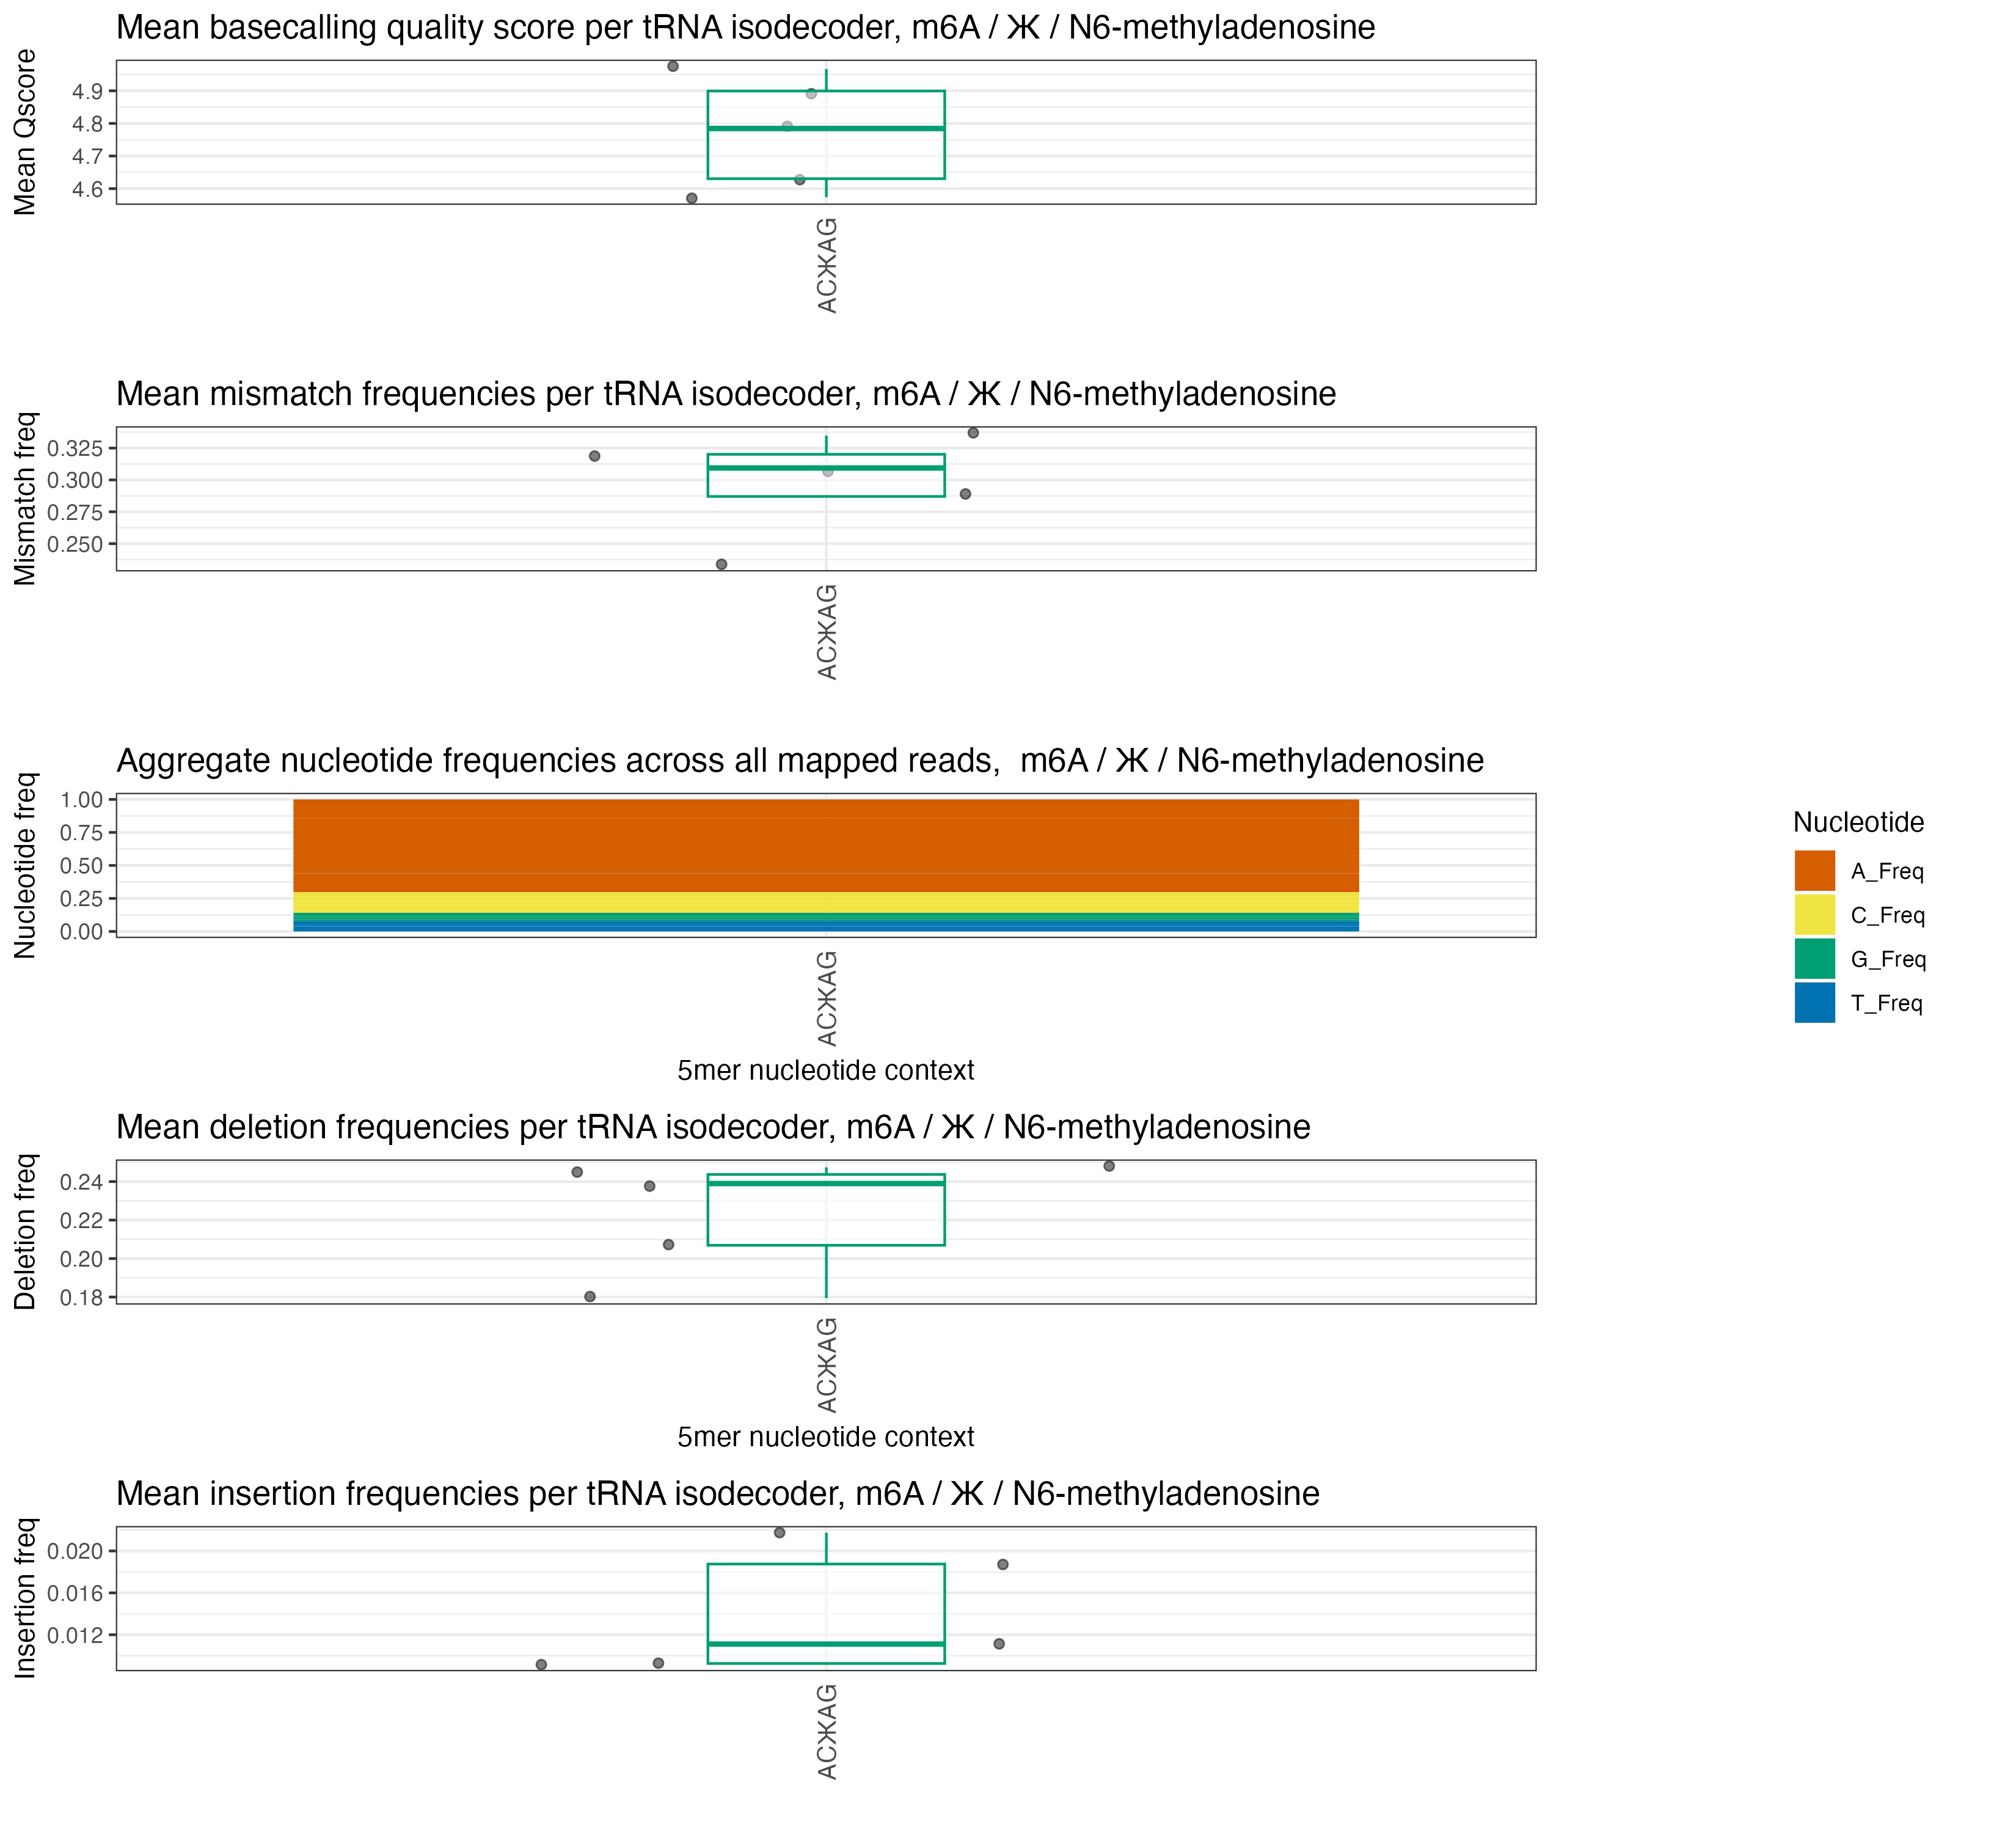 Mean basecalling quality score per tRNA isodecoder, m6A / Ж / N6-methyladenosine
Mean Qscore
4.9
4.8
4.7
4.6
ACЖAG
Mean mismatch frequencies per tRNA isodecoder, m6A / Ж / N6-methyladenosine
Mismatch freq
0.325
0.300
0.275
0.250
ACЖAG
Aggregate nucleotide frequencies across all mapped reads,  m6A / Ж / N6-methyladenosine
Nucleotide freq
1.00
0.75
0.50
0.25
0.00
ACЖAG
5mer nucleotide context
Nucleotide
A_Freq
C_Freq
G_Freq
T_Freq
Mean deletion frequencies per tRNA isodecoder, m6A / Ж / N6-methyladenosine
Deletion freq
0.24
0.22
0.20
0.18
ACЖAG
5mer nucleotide context
Mean insertion frequencies per tRNA isodecoder, m6A / Ж / N6-methyladenosine
Insertion freq
0.020
0.016
0.012
ACЖAG